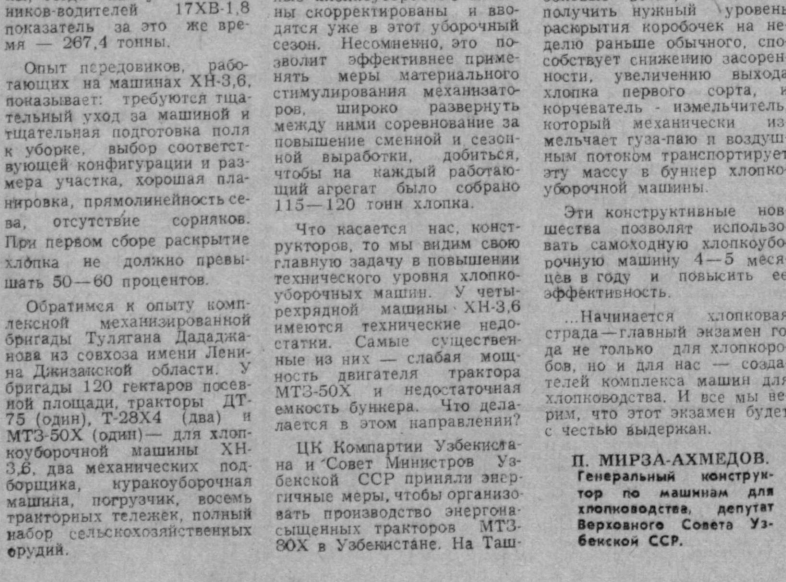 ников-водителей 17ХВ-1,8
показатель за это же вре-
мя — 267,4 тонны.
Опыт передовиков, рабо-
тающих на машинах ХН-3,6,
показывает: требуются тща-
тельный уход за машиной и
тщательная подготовка поля
к уборке, выбор соответст-
вующей конфигурации и раз-
мера участка, хорошая пла-
нировка, прямолинейность се-
ва, отсутствие сорняков.
При первом сборе раскрытие
хлопка не должно превы-
шать 50—60 процентов.
Обратимся к опыту комп-
лексной механизированной
бригады Тулягана Дададжа-
нова из совхоза имени Лени-
на Джизакской области. У
бригады 120 гектаров посев-
ной площади, тракторы ДТ-
75 (один), Т-28Х4 (два) и
МТЗ-50Х (один)— для хлоп-
коуборочной машины ХН-
3,6, два механических под-
борщика, куракоуборочная
машина, погрузчик, восемь
тракторных тележек, полный
набор сельскохозяйственных
орудий.
ны скорректированы и вво-
дятся уже в этот уборочный
сезон. Несомненно, это по-
зволит эффективнее приме-
нять меры материального
стимулирования механизато-
ров, широко развернуть
между ними соревнование за
повышение сменной и сезон-
ной выработки, добиться,
чтобы на каждый работаю-
щий агрегат было собрано
115—120 тонн хлопка.
Что касается нас, конст-
рукторов, то мы видим свою
главную задачу в повышении
технического уровня хлопко-
уборочных машин. У четы-
рехрядной машины ХН-3,6
имеются технические недо-
статки. Самые существен-
ные из них — слабая мощ-
ность двигателя трактора
МТЗ-50Х и недостаточная
емкость бункера. Что дела-
лается в этом направлении?
ЦК Компартии Узбекиста-
на и Совет Министров Уз-
бекской ССР приняли энер-
гичные меры, чтобы организо-
вать производство энергона-
сыщенных тракторов МТЗ-
80Х в Узбекистане. На Таш-
получить нужный уровень
раскрытия коробочек на не-
делю раньше обычного, спо-
собствует снижению засорен-
ности, увеличению выхода
хлопка первого сорта, и
корчеватель - измельчитель,
который механически из-
мельчает гуза-паю и воздуш-
ным потоком транспортирует
эту массу в бункер хлопко-
уборочной машины.
Эти конструктивные нов-
шества позволят использо-
вать самоходную хлопкоубо-
рочную машину 4—5 меся-
цев в году и повысить ее
эффективность.
...Начинается хлопковая
страда—главный экзамен го-
да не только для хлопкоро-
бов, но и для нас — созда-
телей комплекса машин для
хлопководства. И все мы ве-
рим, что этот экзамен будет
с честью выдержан.
П. МИРЗА-АХМЕДОВ.
Генеральный конструк-
тор по машинам для
хлопководства, депутат
Верховного Совета Уз-
бекской ССР.